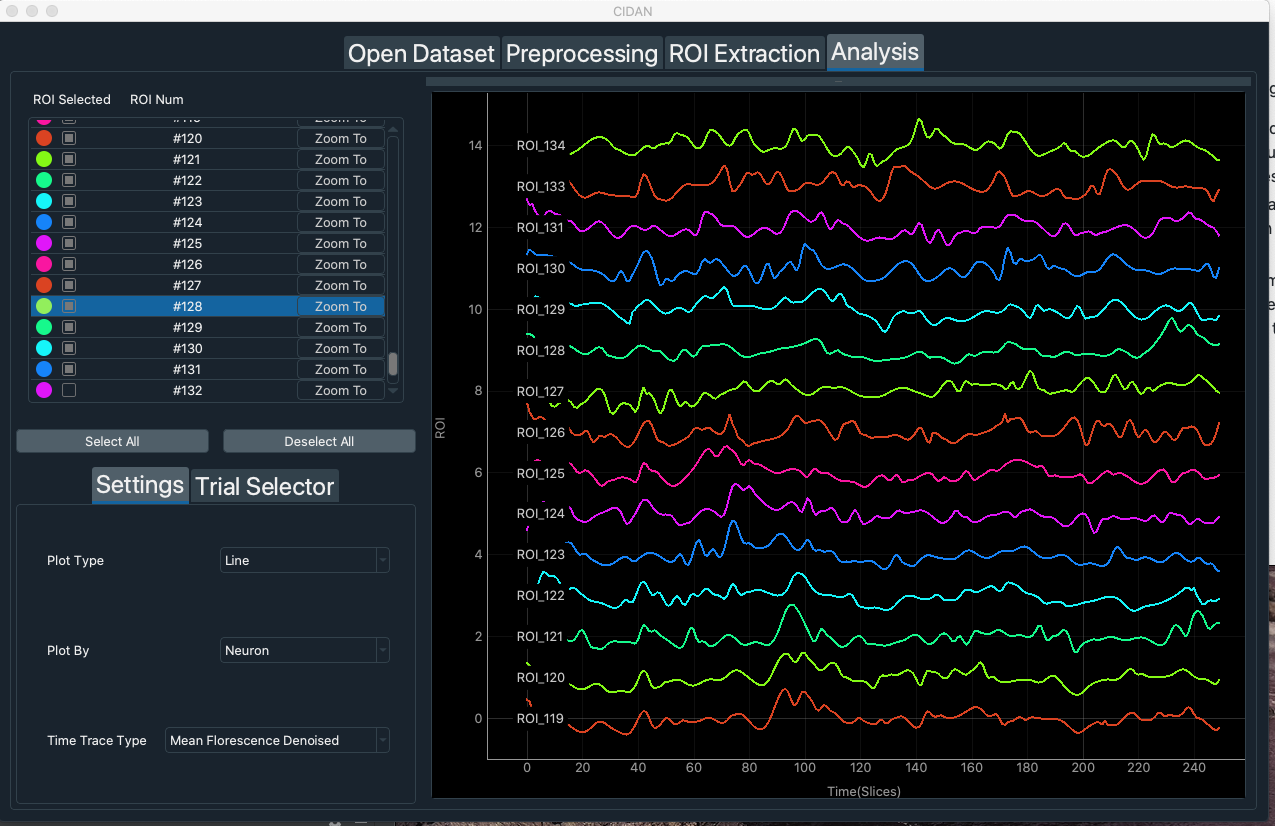 CIDAN
Open Dataset Preprocessing ROI Extraction Analysis
ROI Selected ROI Num
#120 Zoom To
#121 Zoom To
#122 Zoom To
#123 Zoom To
#124 Zoom To
#125 Zoom To
#126 Zoom To
#127 Zoom To
#128 Zoom To
#129 Zoom To
#130 Zoom To
#131 Zoom To
#132 Zoom To
Select All Deselect All
Settings Trial Selector
Plot Type Line
Plot By Neuron
Time Trace Type Mean Florescence Denoised
ROI
14 ROI_134
ROI_133
12 ROI_131
ROI_130
10 ROI_129
ROI_128
8 ROI_127
ROI_126
6 ROI_125
ROI_124
4 ROI_123
ROI_122
2 ROI_121
ROI_120
0 ROI_119
0 20 40 60 80 100 120 140 160 180 200 220 240
Time(Slices)